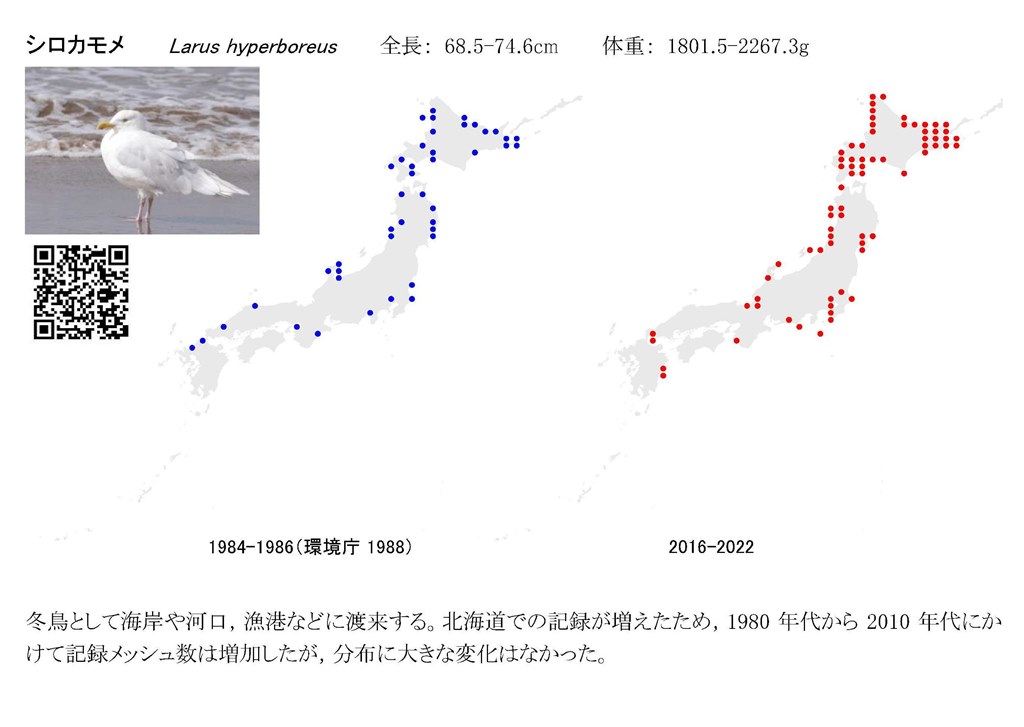 シロカモメ Larus hyperboreus 全長： 68.5-74.6cm 体重： 1801.5-2267.3g
1984-1986（環境庁 1988） 2016-2022
冬鳥として海岸や河口，漁港などに渡来する。北海道での記録が増えたため，1980 年代から 2010 年代にか
けて記録メッシュ数は増加したが，分布に大きな変化はなかった。